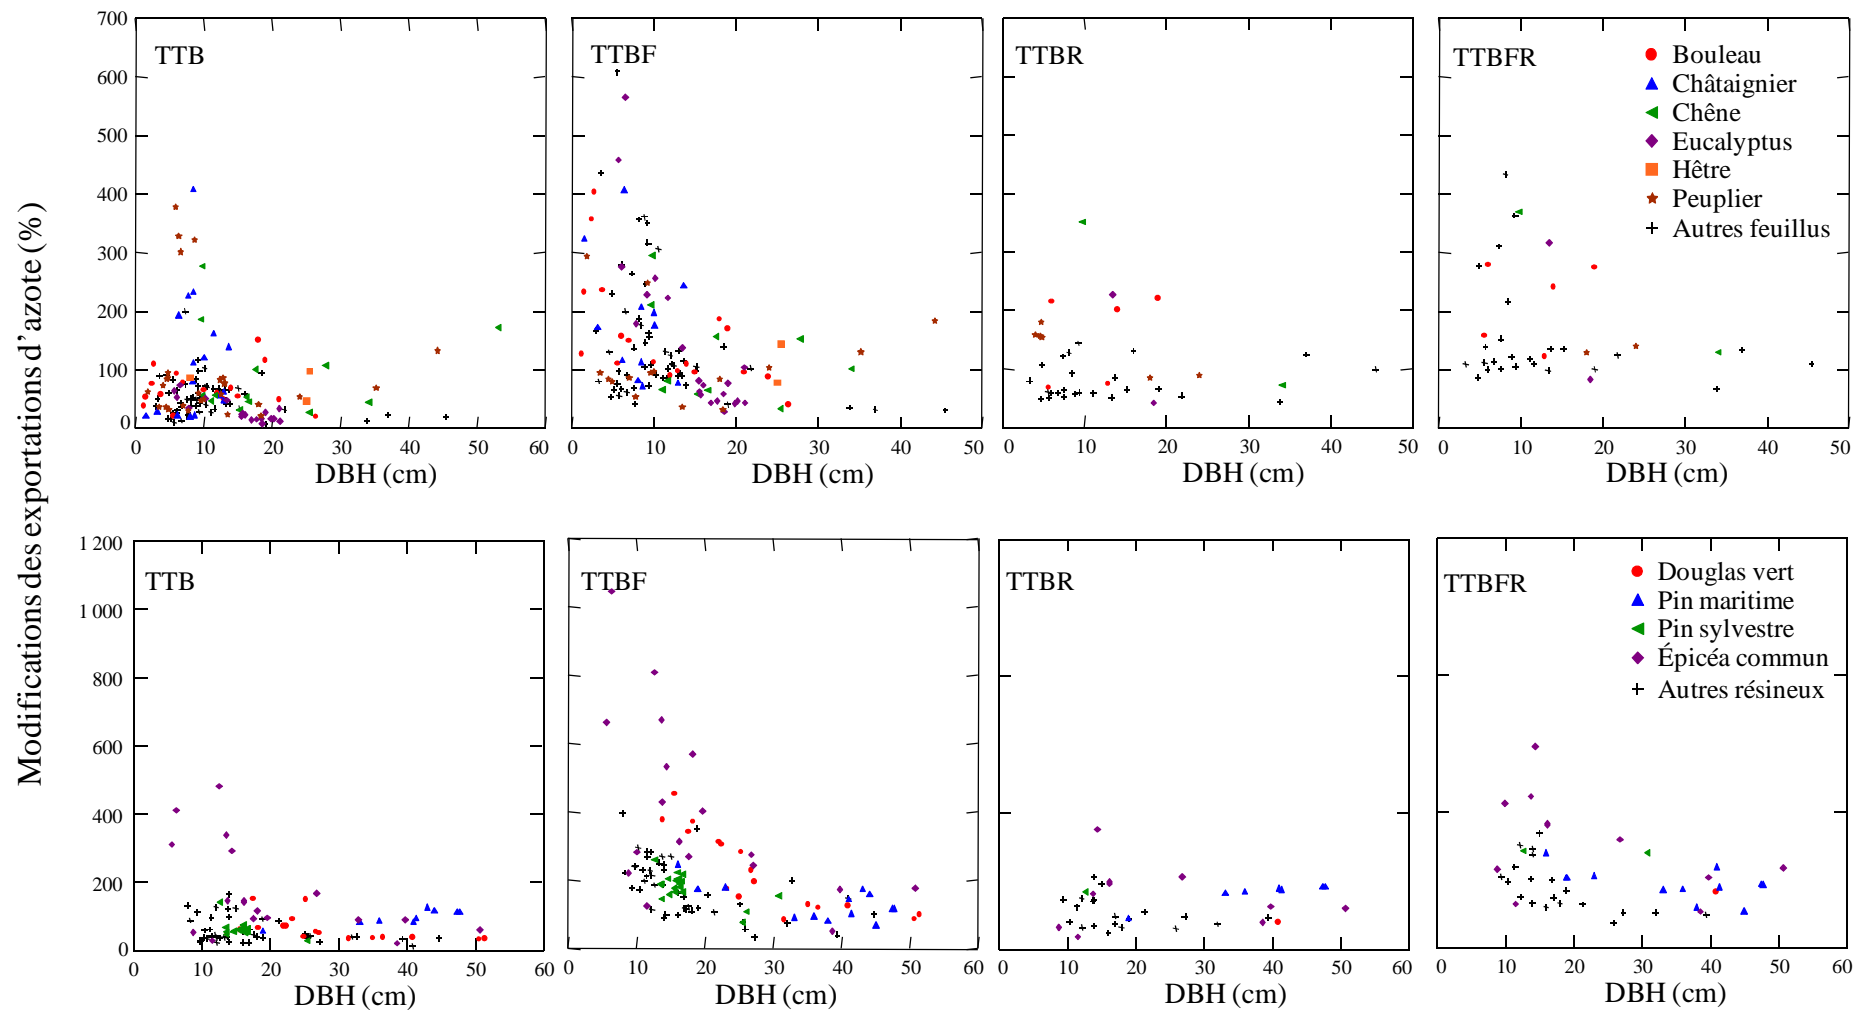 Modifications des exportations d'azote (%)
700
600
500
400
300
200
100
0
TTB
0 10 20 30 40 50 60
DBH (cm)
TTBF
0 10 20 30 40 50
DBH (cm)
TTBR
0 10 20 30 40 50
DBH (cm)
TTBFR
Bouleau
Châtaignier
Chêne
Eucalyptus
Hêtre
Peuplier
Autres feuillus
0 10 20 30 40 50
DBH (cm)
1 200
1 000
800
600
400
200
0
TTB
0 10 20 30 40 50 60
DBH (cm)
TTBF
0 10 20 30 40 50 60
DBH (cm)
TTBR
0 10 20 30 40 50 60
DBH (cm)
TTBFR
Douglas vert
Pin maritime
Pin sylvestre
Épicéa commun
Autres résineux
0 10 20 30 40 50 60
DBH (cm)